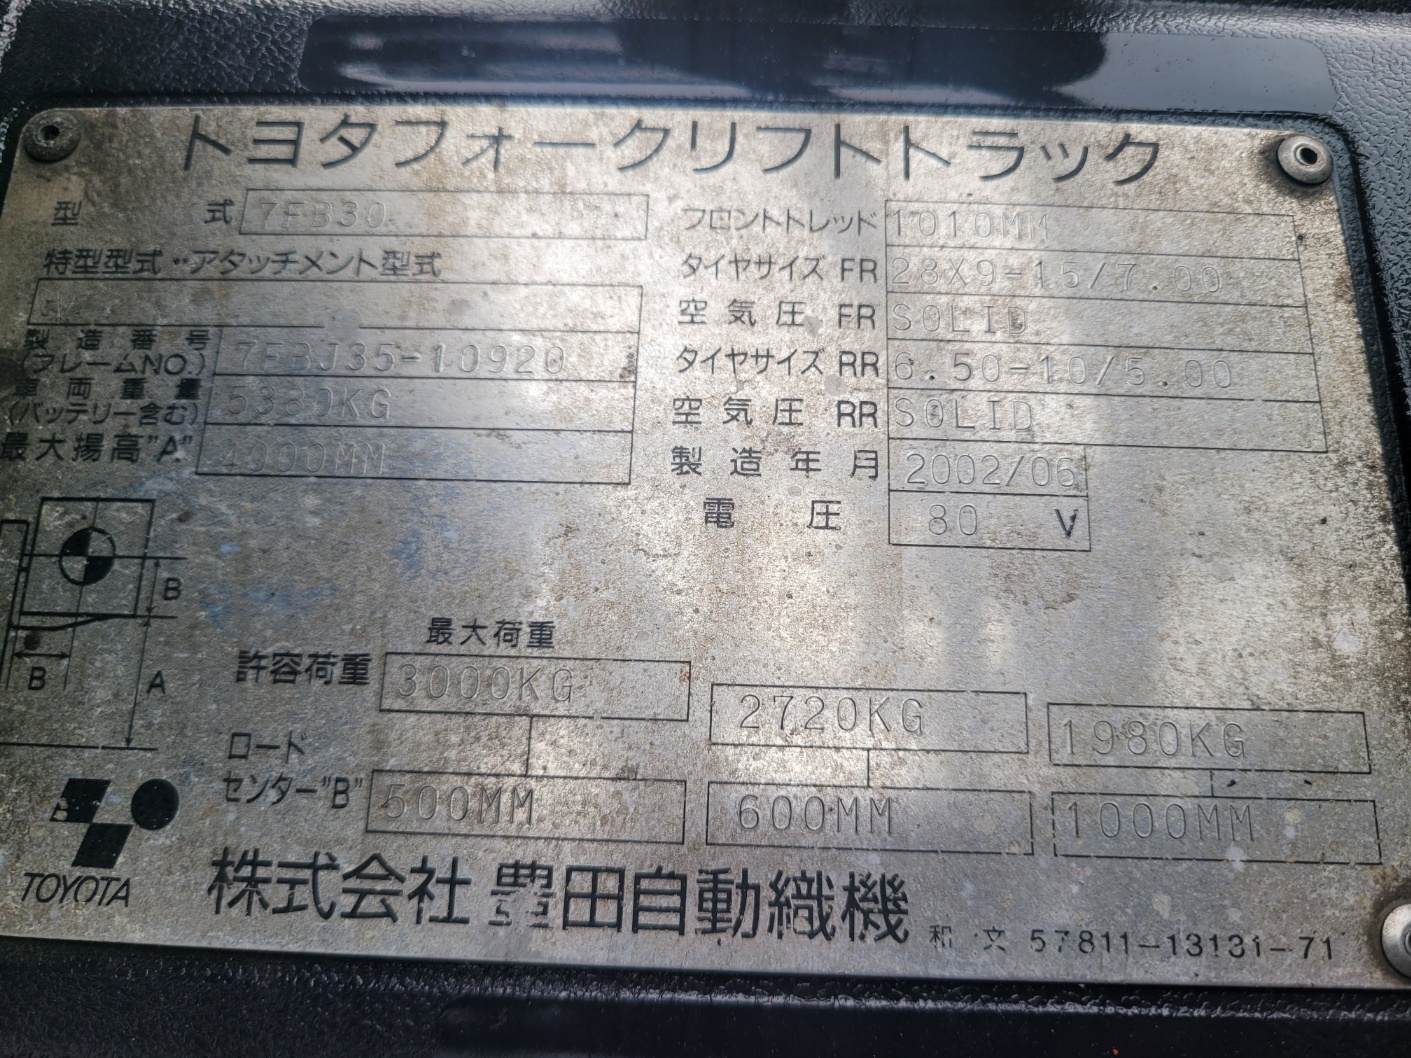 トヨタフォークリフトトラック
型 式 7FB30
特型型式・・アタッチメント型式
製造番号
(フレームNO.) 7FBJ35-10920
車両重量
(バッテリー含む) 5330KG
最大揚高"A" 4000MM
フロントトレッド 1010MM
タイヤサイズ FR 28X9-15/7.00
空気圧 FR SOLID
タイヤサイズ RR 6.50-10/5.00
空気圧 RR SOLID
製造年月 2002/06
電圧 80 V
B
B
A
最大荷重
許容荷重 3000KG 2720KG 1980KG
ロード
センター"B" 500MM 600MM 1000MM
TOYOTA
株式会社 豊田自動織機
和文 57811-13131-71